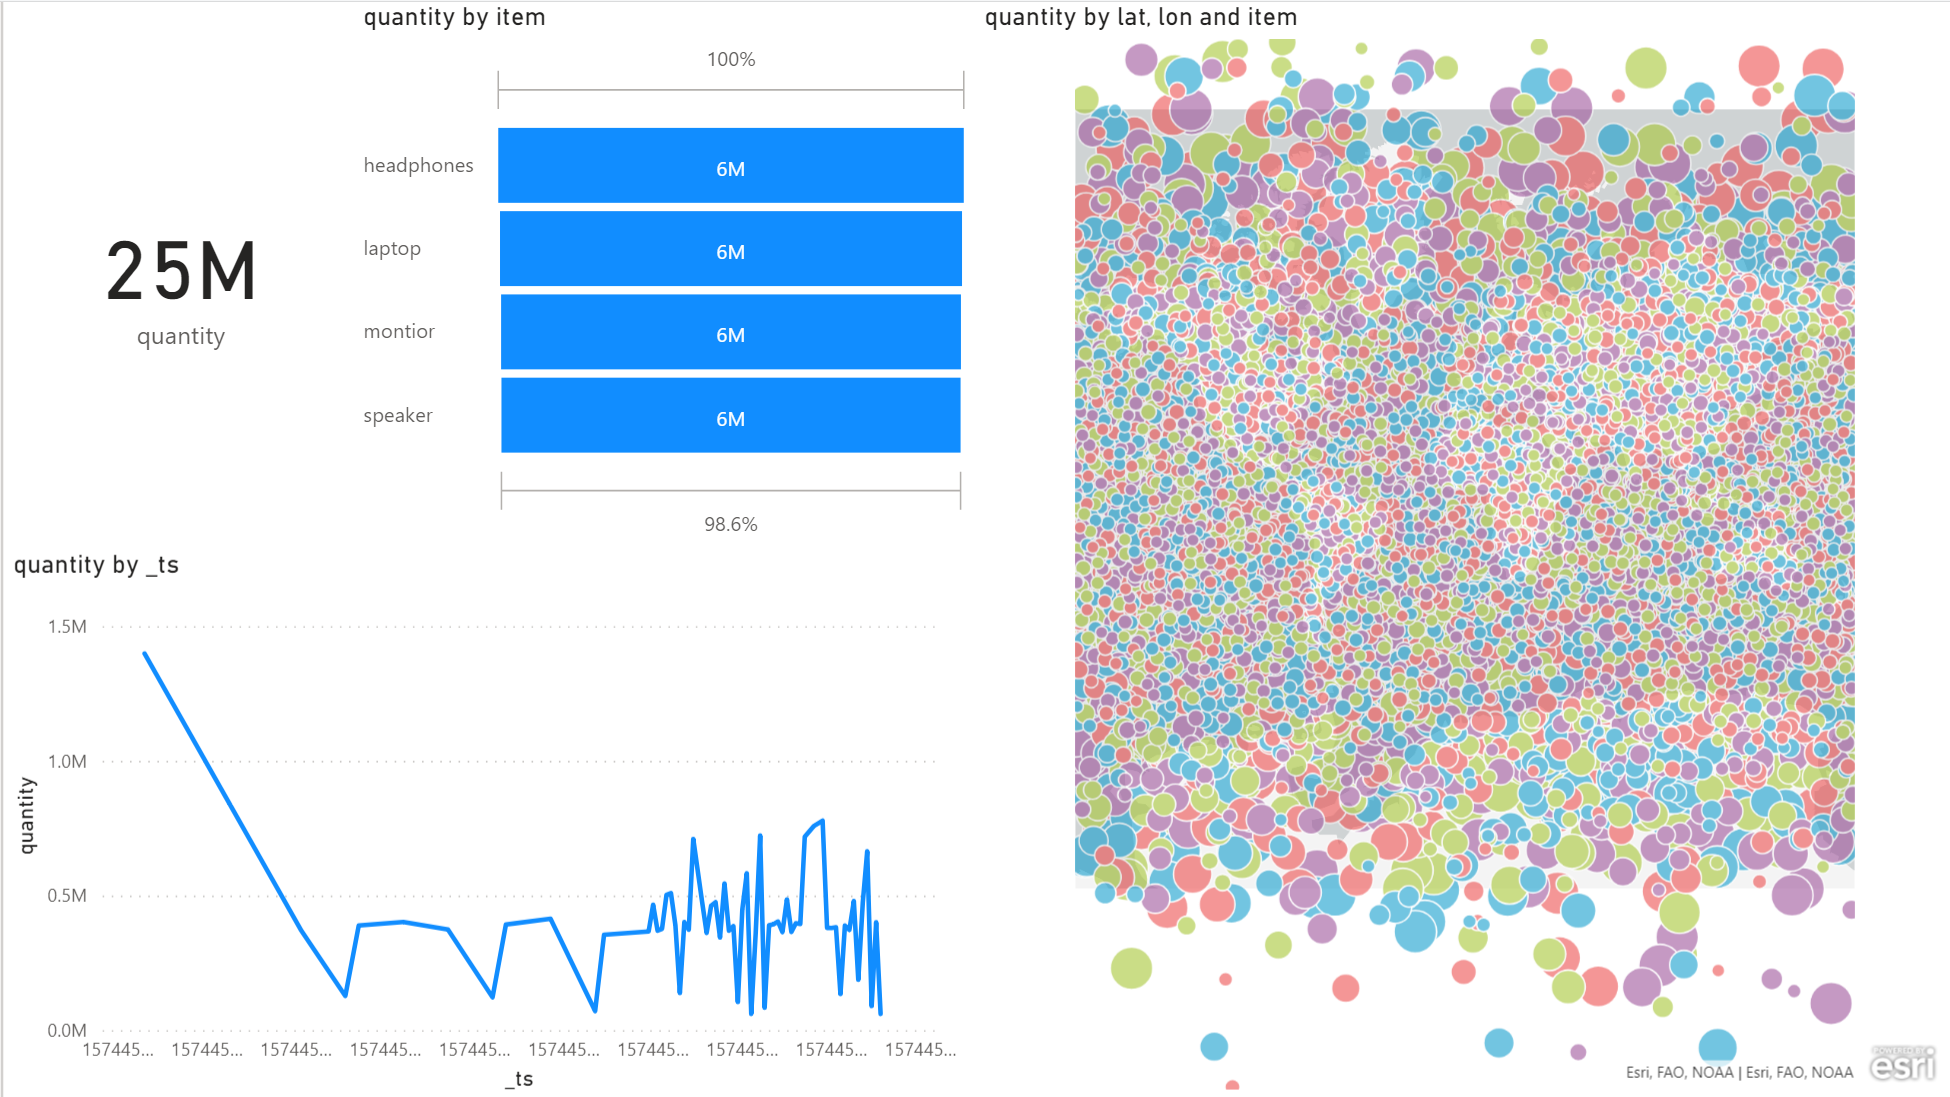 quantity by item
100%
headphones
6M
laptop
6M
montior
6M
speaker
6M
98.6%
25M
quantity
quantity by lat, lon and item
Esri, FAO, NOAA | Esri, FAO, NOAA
POWERED BY
esri
quantity by _ts
quantity
1.5M
1.0M
0.5M
0.0M
157445... 157445... 157445... 157445... 157445... 157445... 157445... 157445... 157445... 157445...
_ts